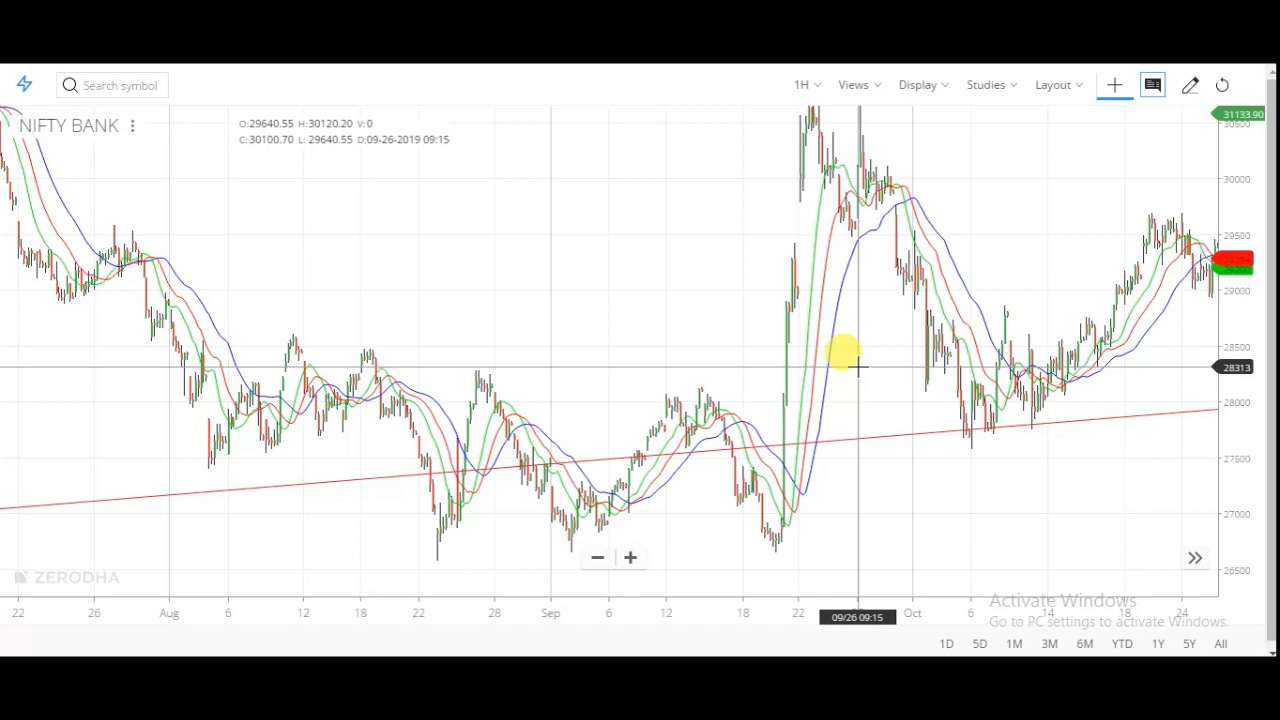 Search symbol
1H Views Display Studies Layout
NIFTY BANK
O:29640.55 H:30120.20 V:0
C:30100.70 L: 29640.55 D:09-26-2019 09:15
31133.90
30500
30000
29500
29200
29000
28500
28313
28000
27500
27000
26500
ZERODHA
22 26 Aug 6 12 18 22 28 Sep 6 12 18 22 Oct 6 14 18 24
09/26 09:15
Activate Windows
Go to PC settings to activate Windows.
1D 5D 1M 3M 6M YTD 1Y 5Y All